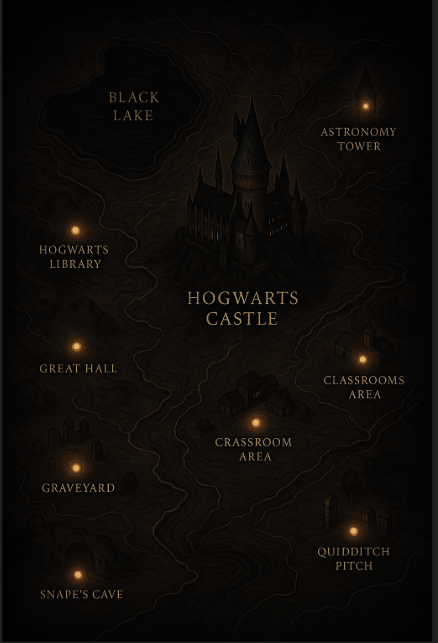 BLACK
LAKE
ASTRONOMY
TOWER
HOGWARTS
LIBRARY
HOGWARTS
CASTLE
GREAT HALL
CLASSROOMS
AREA
CRASSROOM
AREA
GRAVEYARD
QUIDDITCH
PITCH
SNAPE'S CAVE